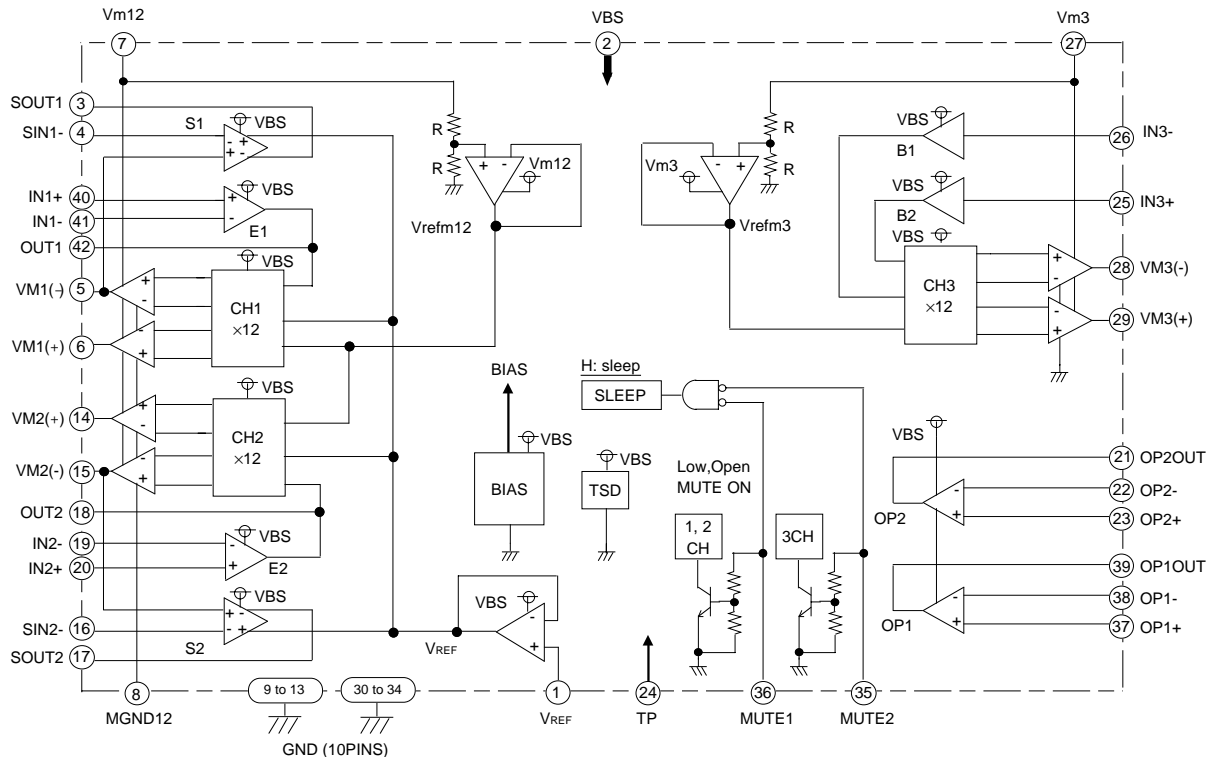 Vm12
VBS
Vm3
7
2
27
SOUT1 3
SIN1- 4
S1
VBS
- +
+ -
IN1+ 40
IN1- 41
OUT1 42
+
-
VBS
E1
VM1(-) 5
VM1(+) 6
+
-
-
+
VBS
CH1
×12
R
R
+ -
Vm12
Vrefm12
R
R
- +
Vm3
Vrefm3
VBS
B1
26 IN3-
VBS
B2
25 IN3+
VBS
CH3
×12
+
-
-
+
28 VM3(-)
29 VM3(+)
VM2(+) 14
VM2(-) 15
+
-
-
+
VBS
CH2
×12
OUT2 18
IN2- 19
IN2+ 20
-
+
VBS
E2
SIN2- 16
SOUT2 17
+ -
- +
VBS
S2
BIAS
VBS
BIAS
VBS
TSD
H: sleep
SLEEP
Low,Open
MUTE ON
1, 2
CH
3CH
VBS
21 OP2OUT
22 OP2-
23 OP2+
-
+
OP2
39 OP1OUT
38 OP1-
37 OP1+
-
+
OP1
VBS
-
+
VREF
8
MGND12
9 to 13
30 to 34
GND (10PINS)
1
VREF
24
TP
36
MUTE1
35
MUTE2